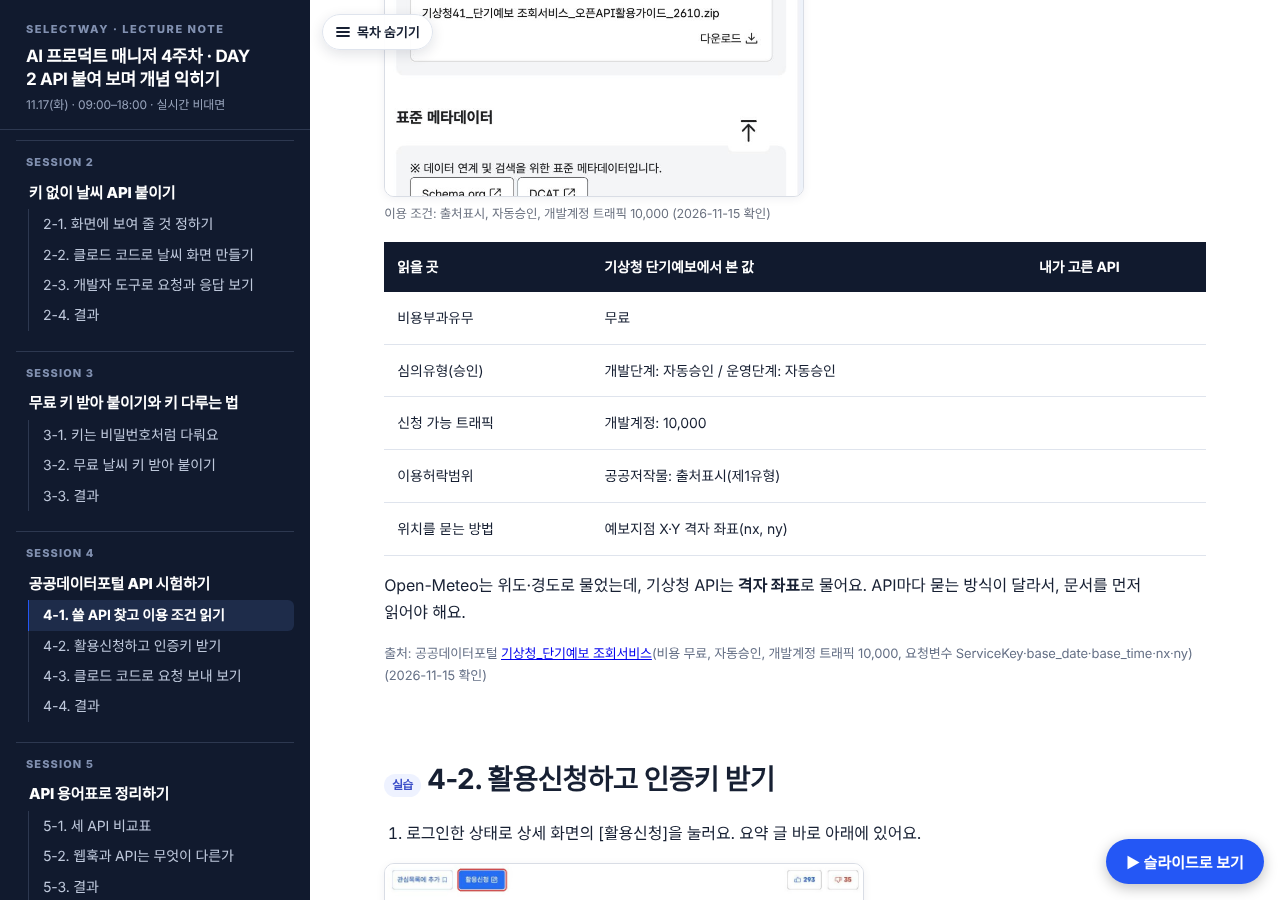 SELECTWAY · LECTURE NOTE
AI 프로덕트 매니저 4주차 · DAY
2 API 붙여 보며 개념 익히기
11.17(화) · 09:00–18:00 · 실시간 비대면
SESSION 2
키 없이 날씨 API 붙이기
2-1. 화면에 보여 줄 것 정하기
2-2. 클로드 코드로 날씨 화면 만들기
2-3. 개발자 도구로 요청과 응답 보기
2-4. 결과
SESSION 3
무료 키 받아 붙이기와 키 다루는 법
3-1. 키는 비밀번호처럼 다뤄요
3-2. 무료 날씨 키 받아 붙이기
3-3. 결과
SESSION 4
공공데이터포털 API 시험하기
4-1. 쓸 API 찾고 이용 조건 읽기
4-2. 활용신청하고 인증키 받기
4-3. 클로드 코드로 요청 보내 보기
4-4. 결과
SESSION 5
API 용어표로 정리하기
5-1. 세 API 비교표
5-2. 웹훅과 API는 무엇이 다른가
5-3. 결과
목차 숨기기
기상청41_단기예보 조회서비스_오픈API활용가이드_2610.zip
다운로드
표준 메타데이터
※ 데이터 연계 및 검색을 위한 표준 메타데이터입니다.
Schema.org DCAT
이용 조건: 출처표시, 자동승인, 개발계정 트래픽 10,000 (2026-11-15 확인)
읽을 곳 기상청 단기예보에서 본 값 내가 고른 API
비용부과유무 무료
심의유형(승인) 개발단계: 자동승인 / 운영단계: 자동승인
신청 가능 트래픽 개발계정: 10,000
이용허락범위 공공저작물: 출처표시(제1유형)
위치를 묻는 방법 예보지점 X·Y 격자 좌표(nx, ny)
Open-Meteo는 위도·경도로 물었는데, 기상청 API는 격자 좌표로 물어요. API마다 묻는 방식이 달라서, 문서를 먼저
읽어야 해요.
출처: 공공데이터포털 기상청_단기예보 조회서비스(비용 무료, 자동승인, 개발계정 트래픽 10,000, 요청변수 ServiceKey·base_date·base_time·nx·ny)
(2026-11-15 확인)
실습 4-2. 활용신청하고 인증키 받기
1. 로그인한 상태로 상세 화면의 [활용신청]을 눌러요. 요약 글 바로 아래에 있어요.
관심목록에 추가 활용신청 293 35
▶ 슬라이드로 보기